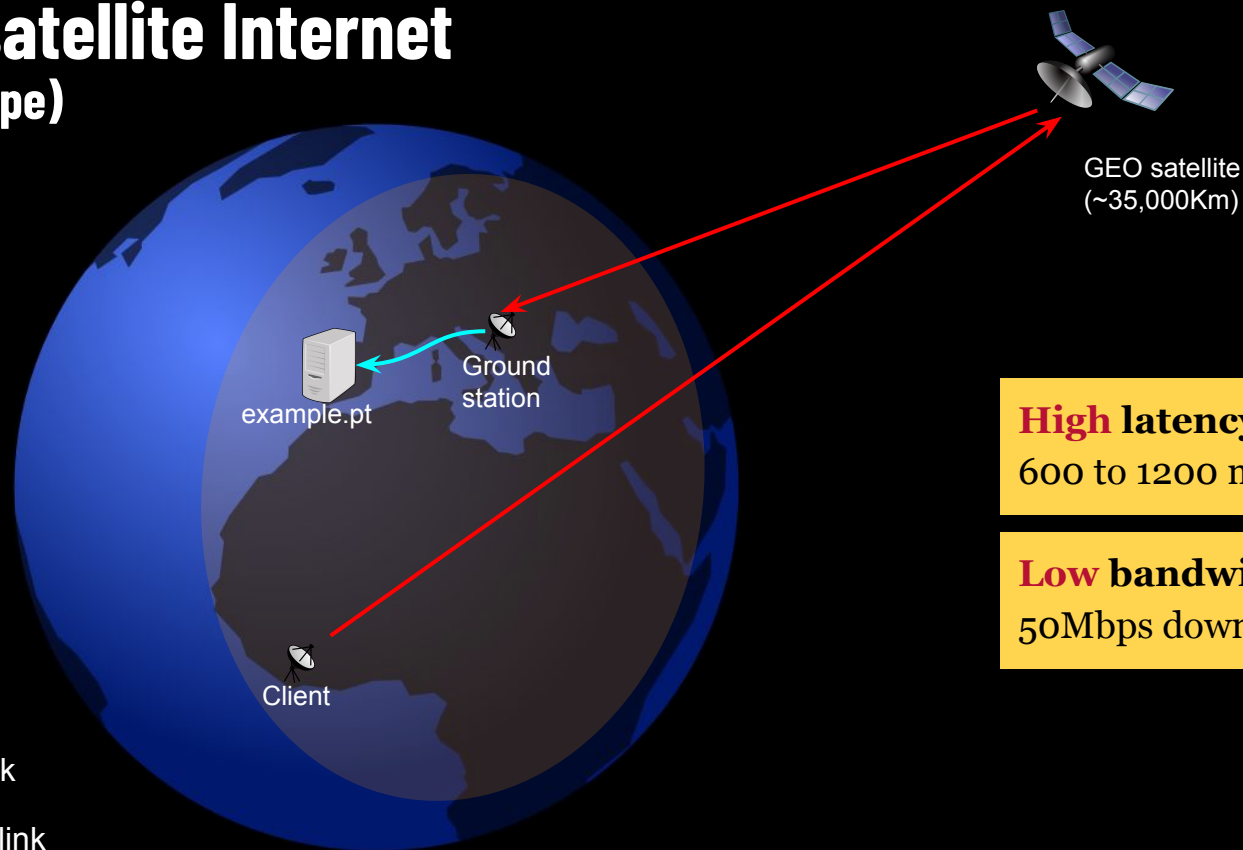 atellite Internet
pe)
GEO satellite
(~35,000Km)
Ground
station
example.pt
High latency
600 to 1200 m
Low bandwi
50Mbps down
Client
k
link